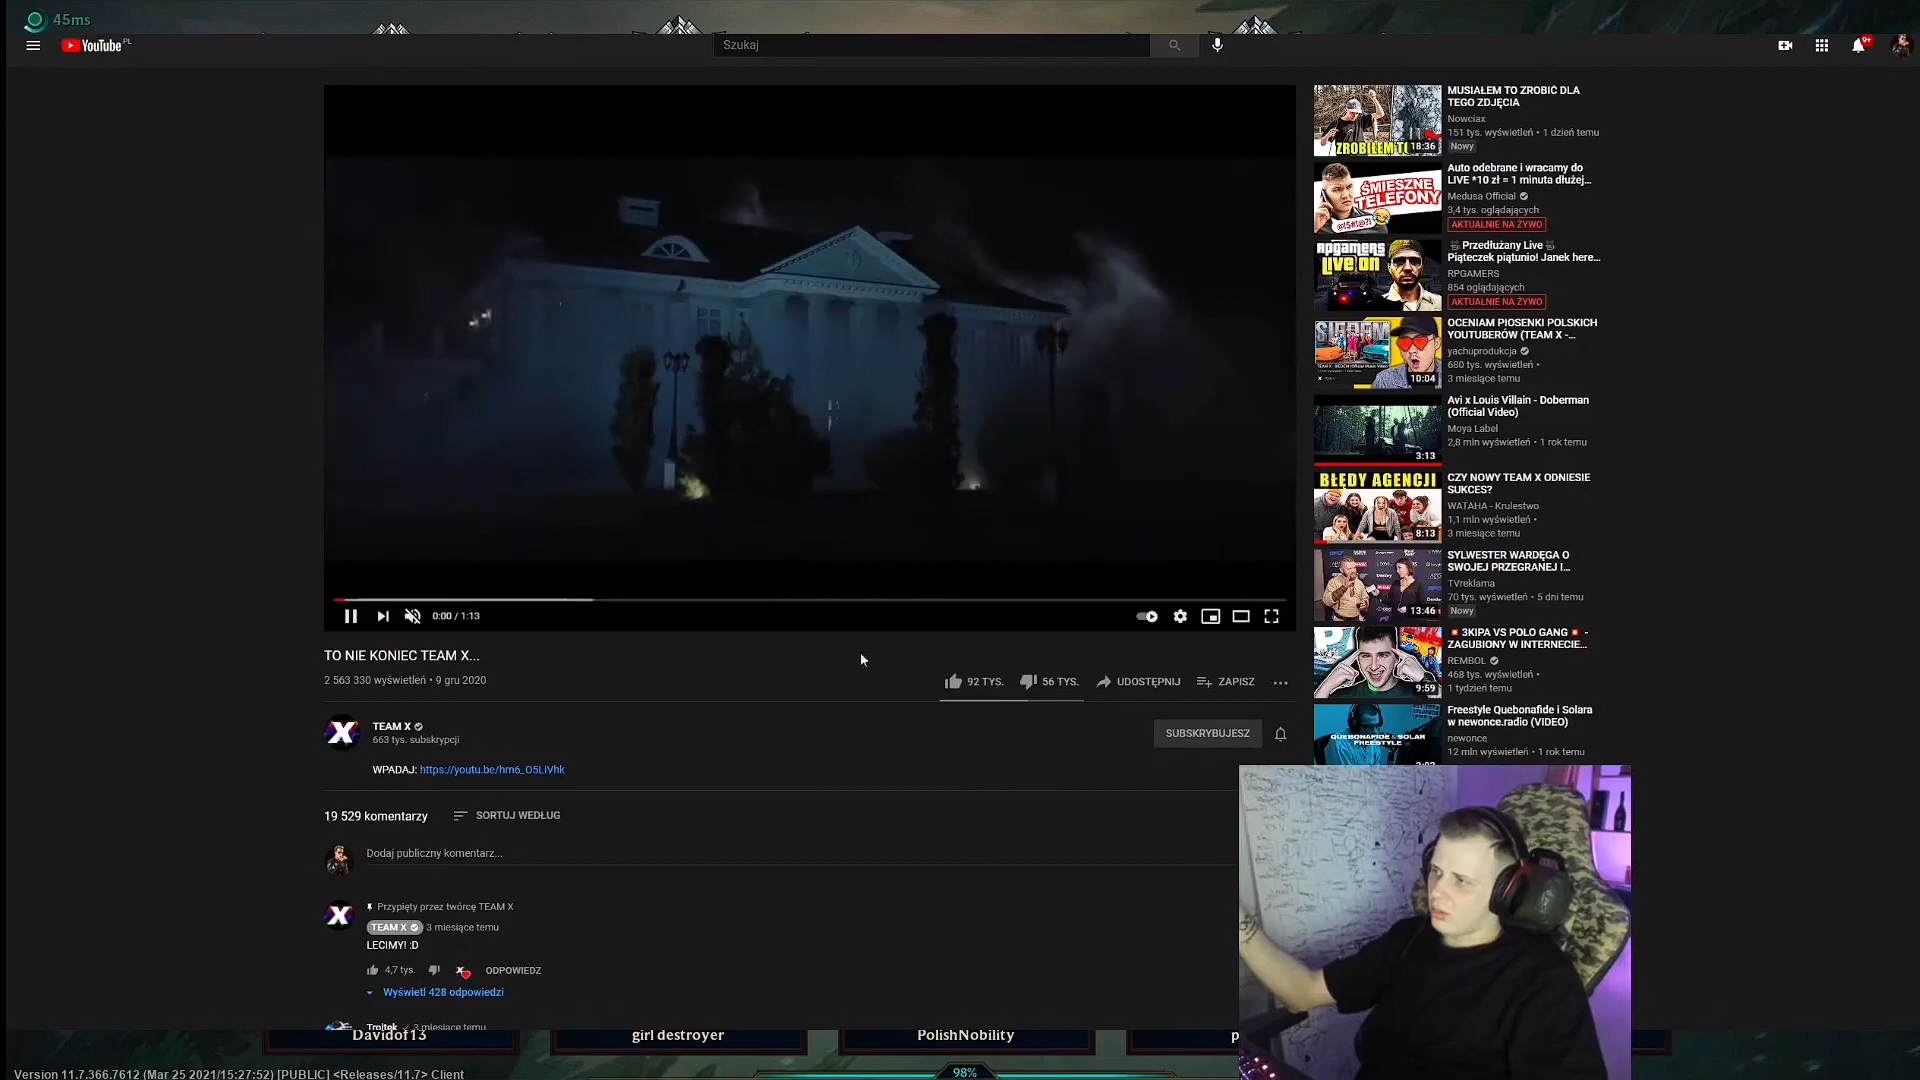 45ms
YouTube PL
Szukaj
9+
0:00 / 1:13
TO NIE KONIEC TEAM X...
2 563 330 wyświetleń • 9 gru 2020
92 TYS.
56 TYS.
UDOSTĘPNIJ
ZAPISZ
X
TEAM X
663 tys. subskrypcji
SUBSKRYBUJESZ
WPADAJ: https://youtu.be/hm6_O5LiVhk
19 529 komentarzy
SORTUJ WEDŁUG
Dodaj publiczny komentarz...
X
Przypięty przez twórcę TEAM X
TEAM X 3 miesiące temu
LECIMY! :D
4,7 tys.
ODPOWIEDZ
Wyświetl 428 odpowiedzi
Trojtek 3 miesiące temu
ZROBIŁEM TO
18:36
MUSIAŁEM TO ZROBIĆ DLA
TEGO ZDJĘCIA
Nowciax
151 tys. wyświetleń • 1 dzień temu
Nowy
ŚMIESZNE
TELEFONY
@!$#!@?!
Auto odebrane i wracamy do
LIVE *10 zł = 1 minuta dłużej...
Medusa Official
3,4 tys. oglądających
AKTUALNIE NA ŻYWO
RPGAMERS
LIVE ON
Przedłużany Live
Piąteczek piątunio! Janek here...
RPGAMERS
854 oglądających
AKTUALNIE NA ŻYWO
SIEDEM
10:04
OCENIAM PIOSENKI POLSKICH
YOUTUBERÓW (TEAM X -...
yachuprodukcja
680 tys. wyświetleń •
3 miesiące temu
3:13
Avi x Louis Villain - Doberman
(Official Video)
Moya Label
2,8 mln wyświetleń • 1 rok temu
BŁĘDY AGENCJI
8:13
CZY NOWY TEAM X ODNIESIE
SUKCES?
WATAHA - Krulestwo
1,1 mln wyświetleń •
3 miesiące temu
13:46
SYLWESTER WARDĘGA O
SWOJEJ PRZEGRANEJ I...
TVreklama
70 tys. wyświetleń • 5 dni temu
Nowy
9:59
3KIPA VS POLO GANG -
ZAGUBIONY W INTERNECIE...
REMBOL
468 tys. wyświetleń •
1 tydzień temu
QUEBONAFIDE & SOLAR
FREESTYLE
Freestyle Quebonafide i Solara
w newonce.radio (VIDEO)
newonce
12 mln wyświetleń • 1 rok temu
Davidof13
girl destroyer
PolishNobility
p
98%
Version 11.7.366.7612 (Mar 25 2021/15:27:52) [PUBLIC] <Releases/11.7> Client